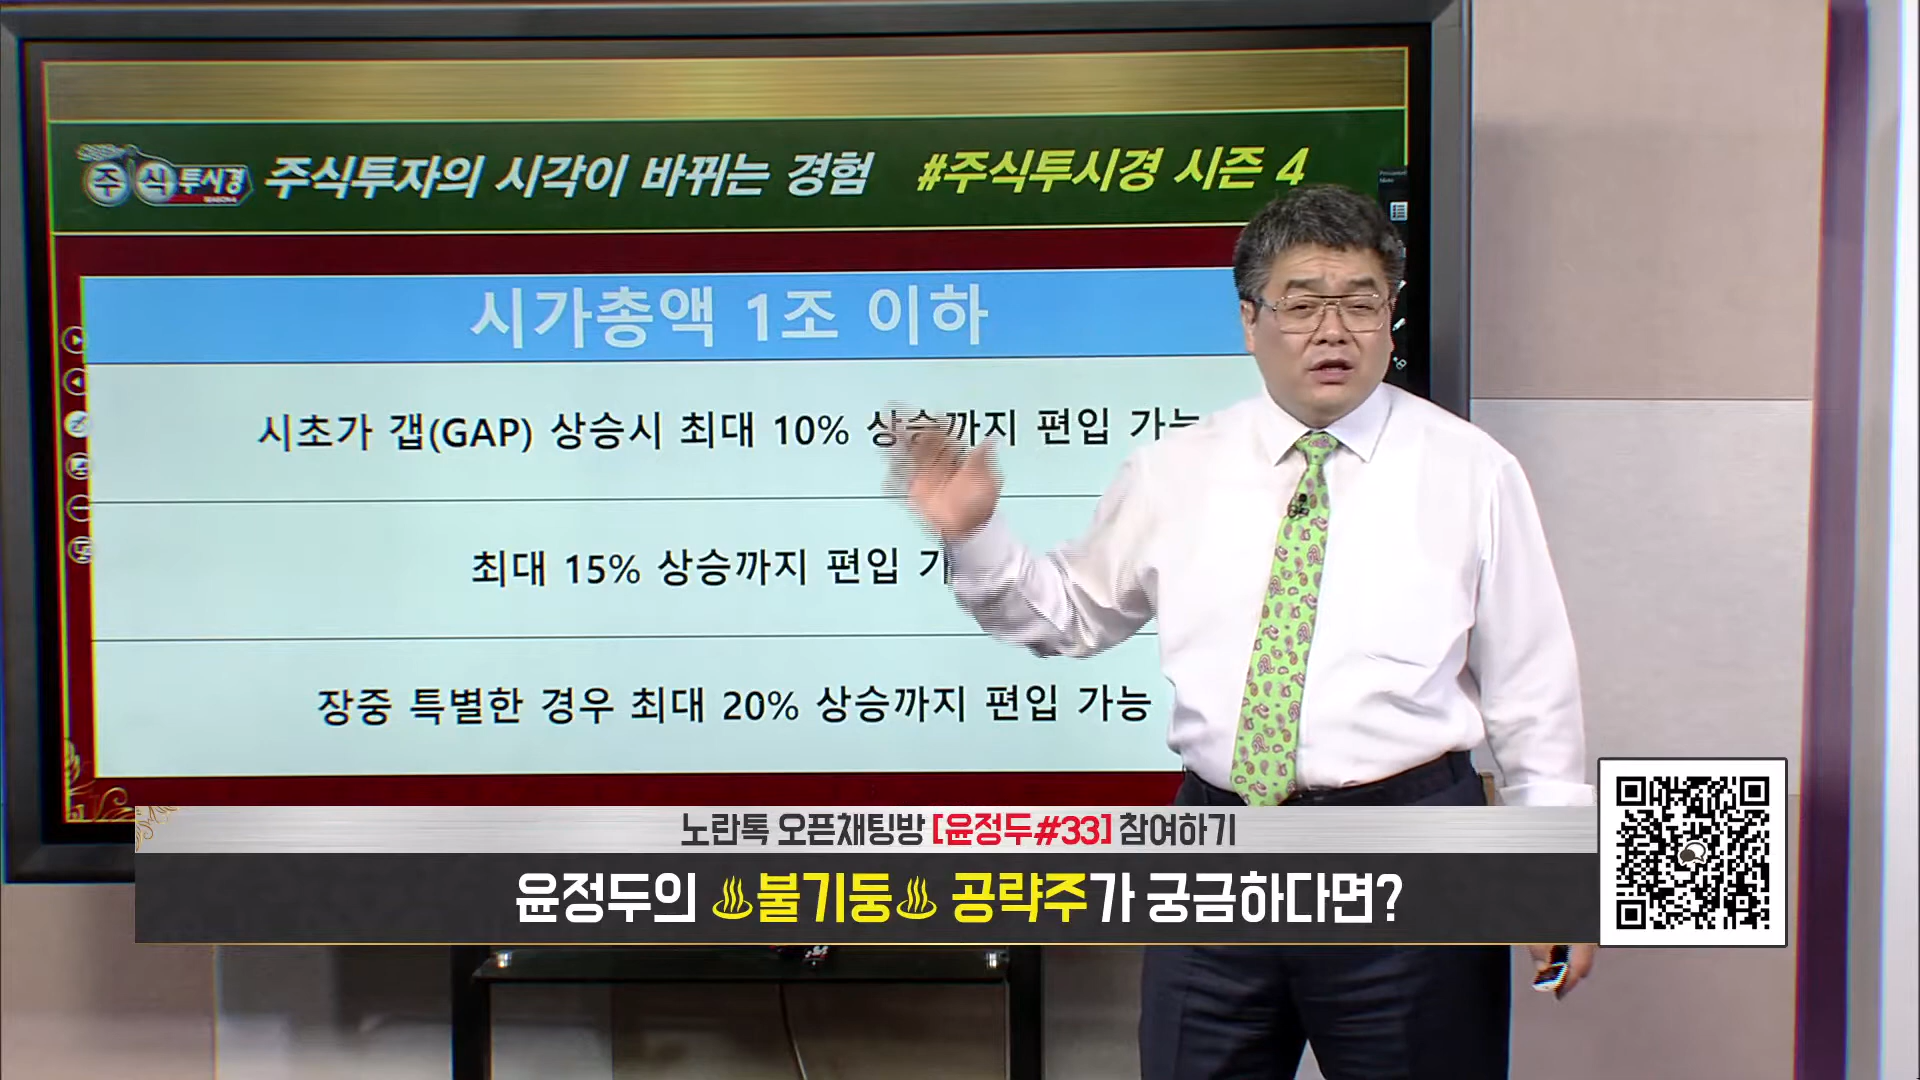 주식투시경 주식투자의 시각이 바뀌는 경험 #주식투시경 시즌 4
시가총액 1조 이하
시초가 갭(GAP) 상승시 최대 10% 상승까지 편입 가능
최대 15% 상승까지 편입 가
장중 특별한 경우 최대 20% 상승까지 편입 가능
노란톡 오픈채팅방 [윤정두#33] 참여하기
윤정두의 ♨불기둥♨ 공략주가 궁금하다면?